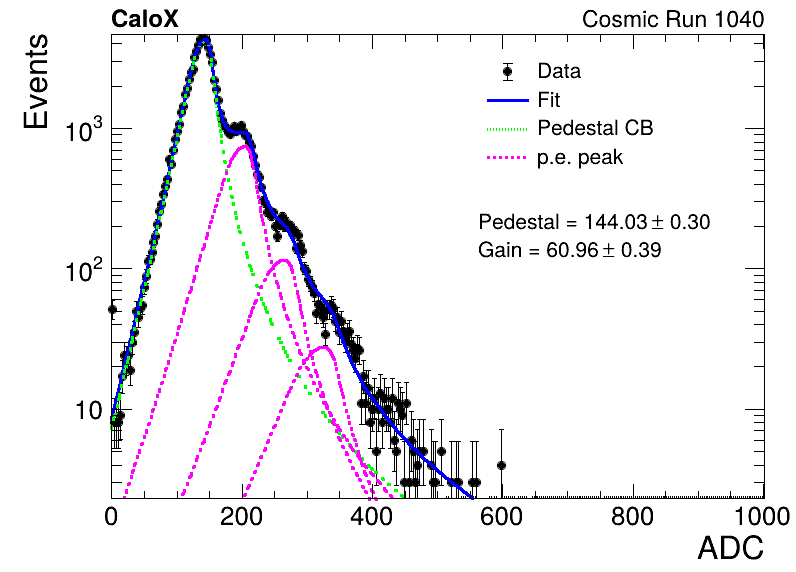 CaloX Cosmic Run 1040
Events
Data
Fit
Pedestal CB
p.e. peak
Pedestal = 144.03 ± 0.30
Gain = 60.96 ± 0.39
10³
10²
10
0 200 400 600 800 1000
ADC